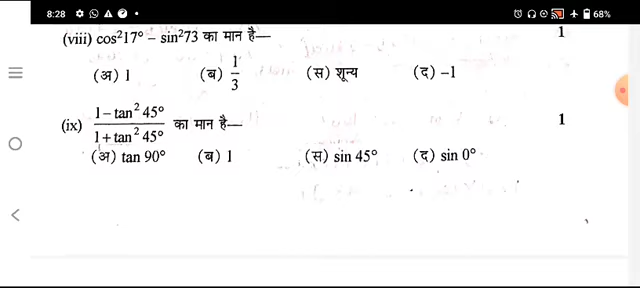 8:28
68%
(viii) cos²17° – sin²73 का मान है—
1
(अ) 1 (ब) 1/3 (स) शून्य (द) –1
(ix) 1 – tan² 45° / 1 + tan² 45° का मान है—
1
(अ) tan 90° (ब) 1 (स) sin 45° (द) sin 0°